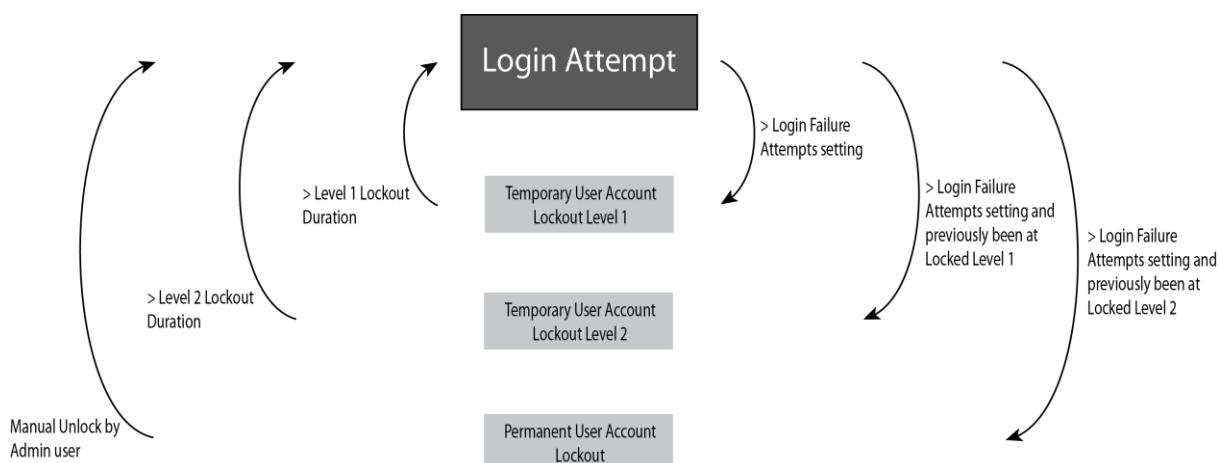 Login Attempt
> Login Failure
Attempts setting
> Level 1 Lockout
Duration
Temporary User Account
Lockout Level 1
> Login Failure
Attempts setting and
previously been at
Locked Level 1
> Login Failure
Attempts setting and
previously been at
Locked Level 2
> Level 2 Lockout
Duration
Temporary User Account
Lockout Level 2
Manual Unlock by
Admin user
Permanent User Account
Lockout